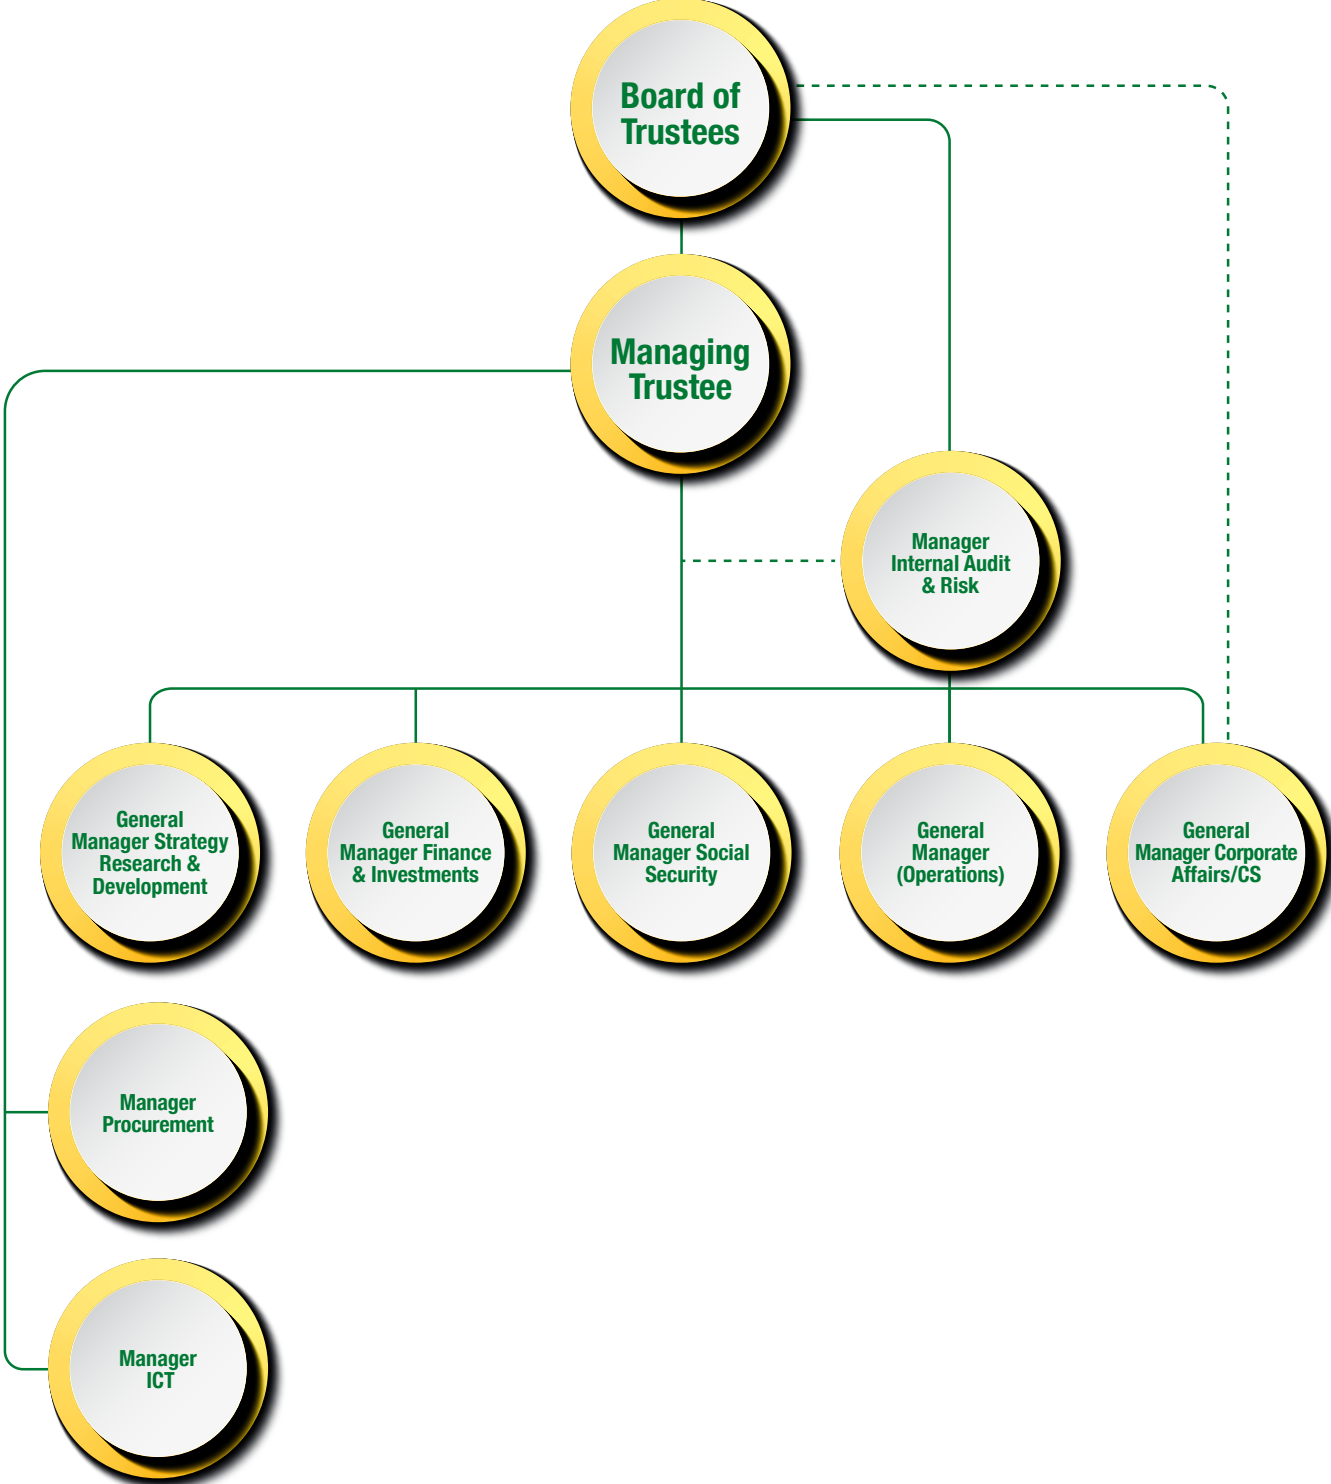 Board of
Trustees
Managing
Trustee
Manager
Internal Audit
& Risk
General
Manager Strategy
Research &
Development
General
Manager Finance
& Investments
General
Manager Social
Security
General
Manager
(Operations)
General
Manager Corporate
Affairs/CS
Manager
Procurement
Manager
ICT